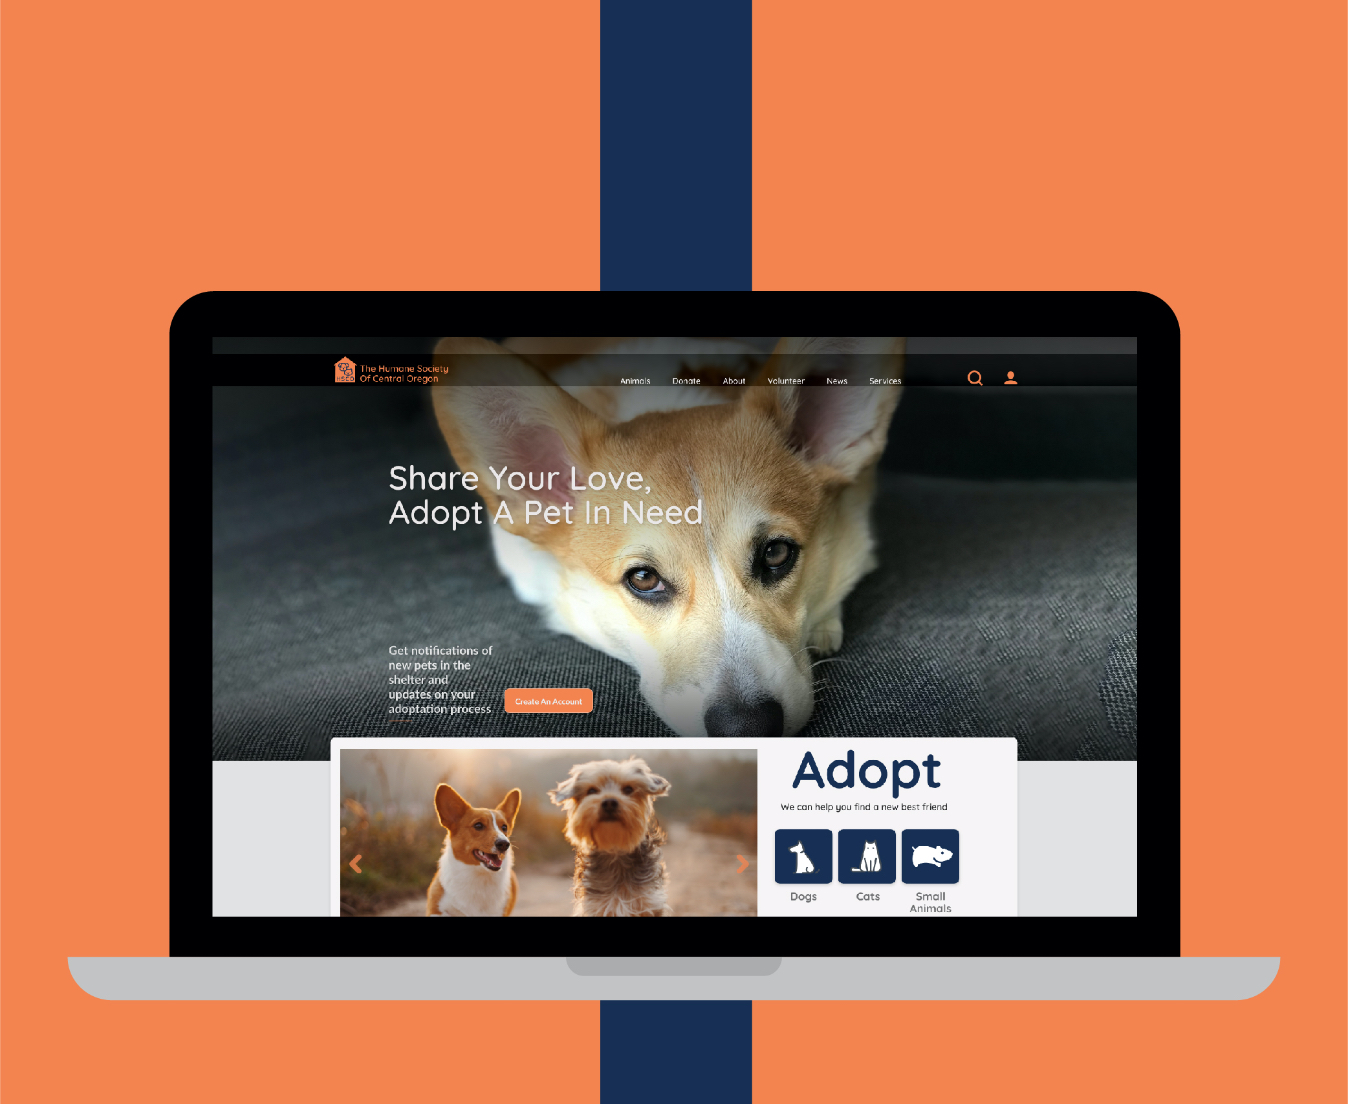 The Humane Society
Of Central Oregon
Animals Donate About Volunteer News Services
Share Your Love,
Adopt A Pet In Need
Get notifications of
new pets in the
shelter and
updates on your
adoptation process
Create An Account
Adopt
We can help you find a new best friend
Dogs Cats Small
Animals